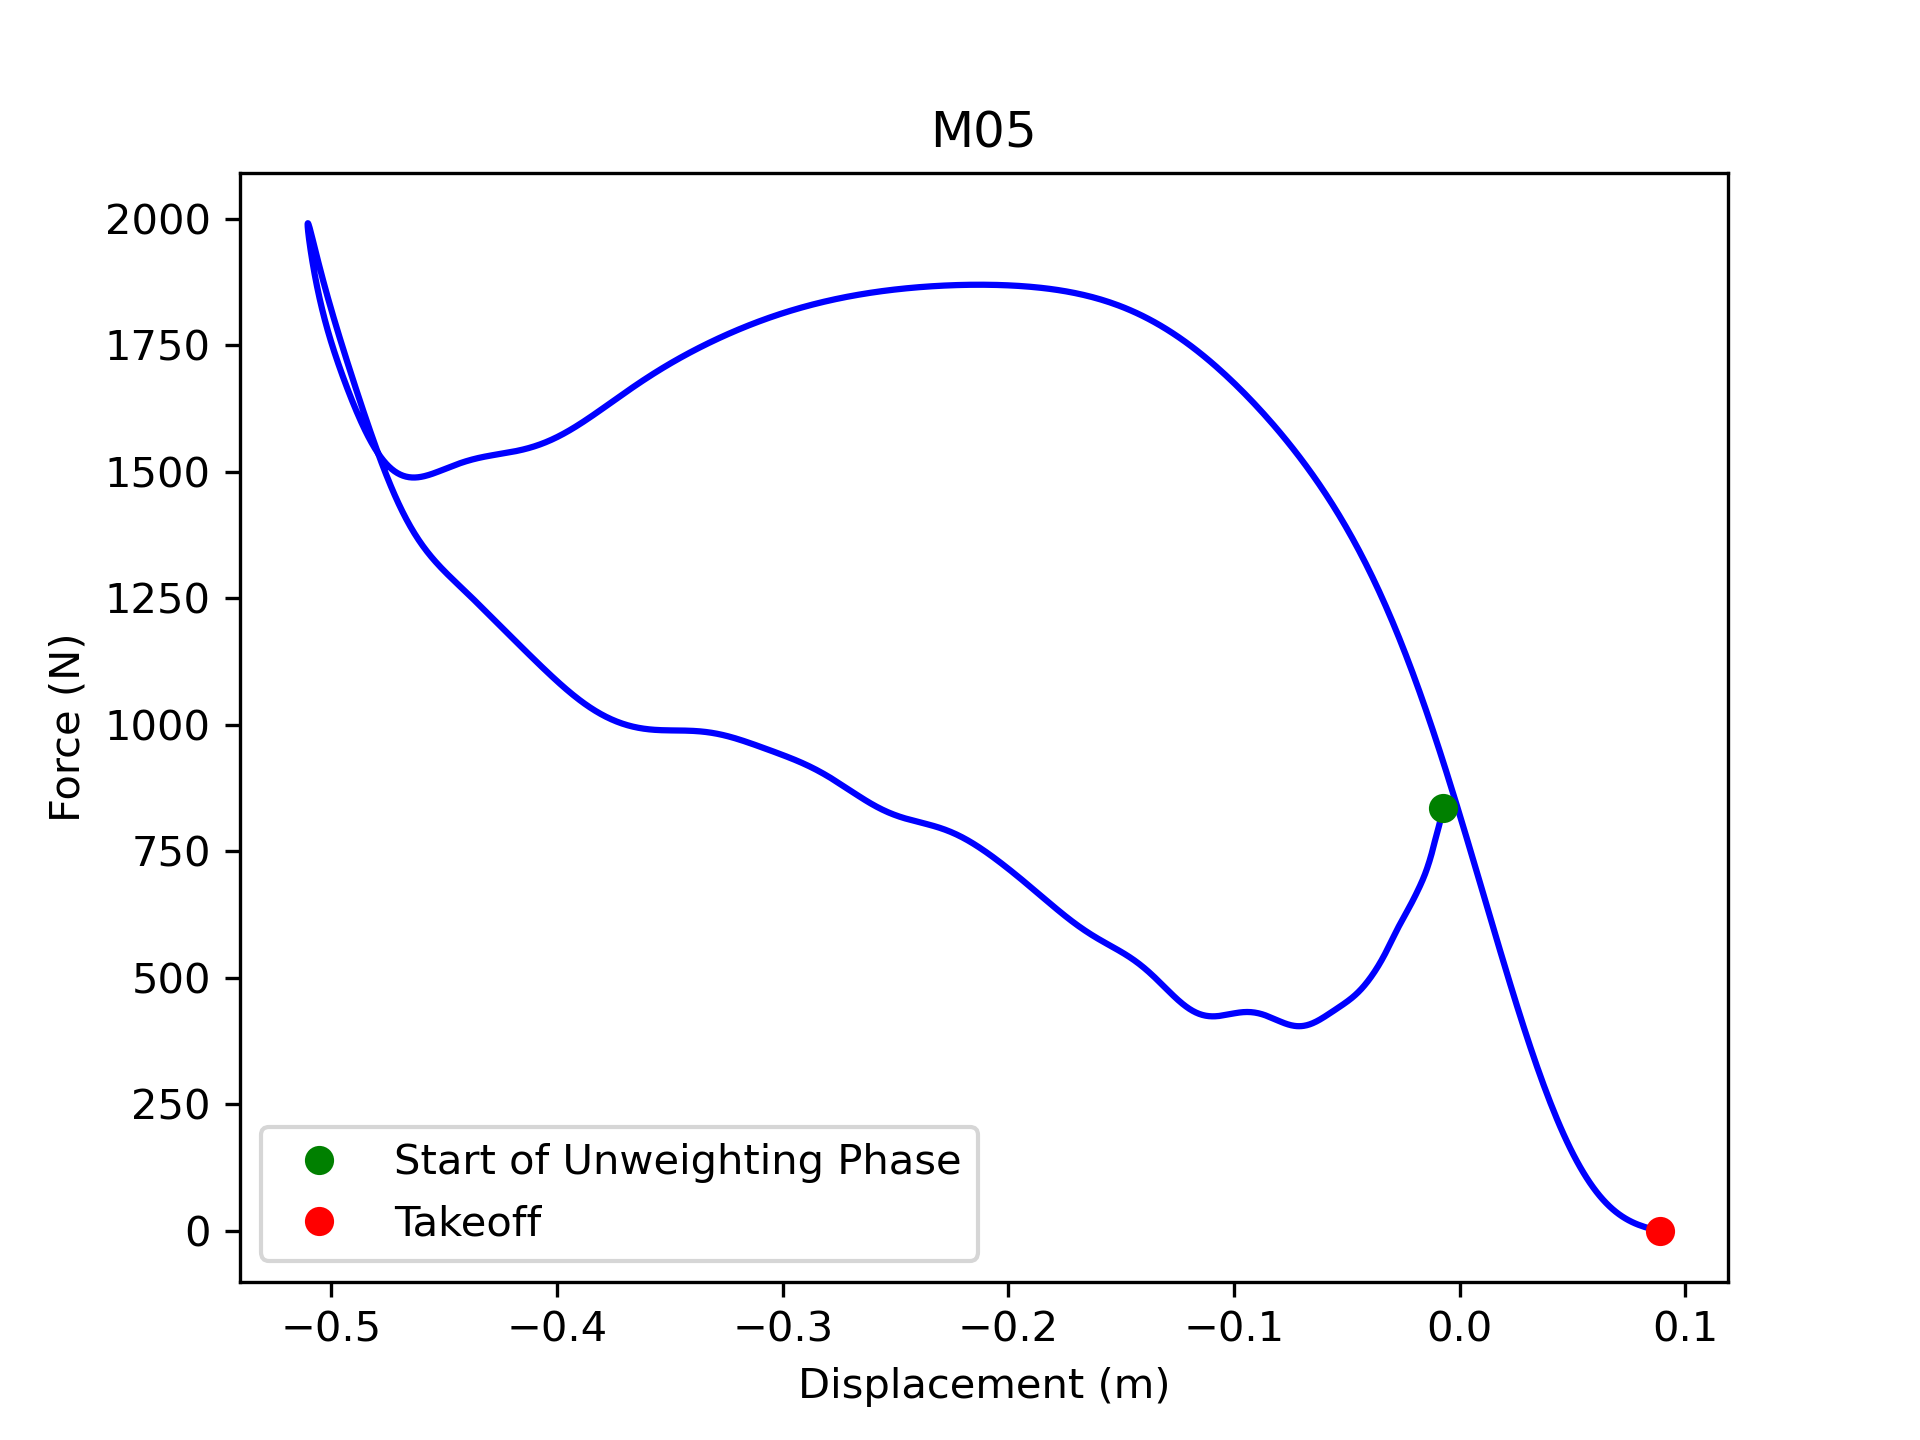 M05
2000
1750
1500
1250
1000
750
500
250
0
Force (N)
Start of Unweighting Phase
Takeoff
−0.5 −0.4 −0.3 −0.2 −0.1 0.0 0.1
Displacement (m)